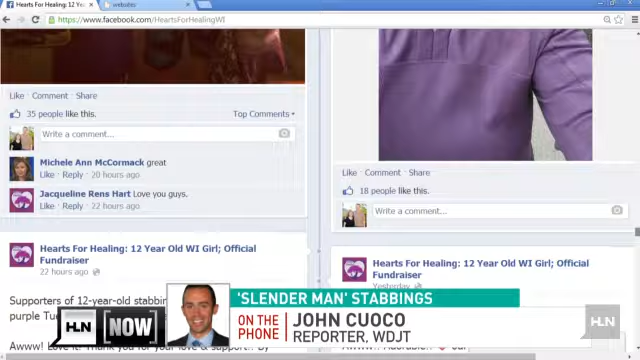 Hearts For Healing: 12 Year
webvideo
https://www.facebook.com/HeartsForHealingWI
Like · Comment · Share
35 people like this.
Top Comments
Write a comment...
Michele Ann McCormack great
Like · Reply · 20 hours ago
Jacqueline Rens Hart Love you guys.
Like · Reply · 22 hours ago
Hearts For Healing: 12 Year Old WI Girl; Official
Fundraiser
22 hours ago
Supporters of 12-year-old stabbing
purple Tu
Awww! Love it! Thank you for your love & support!! By
Like · Comment · Share
18 people like this.
Write a comment...
Hearts For Healing: 12 Year Old WI Girl; Official
Fundraiser
Yesterday
'SLENDER MAN' STABBINGS
HLN NOW
ON THE
PHONE
JOHN CUOCO
REPORTER, WDJT
HLN